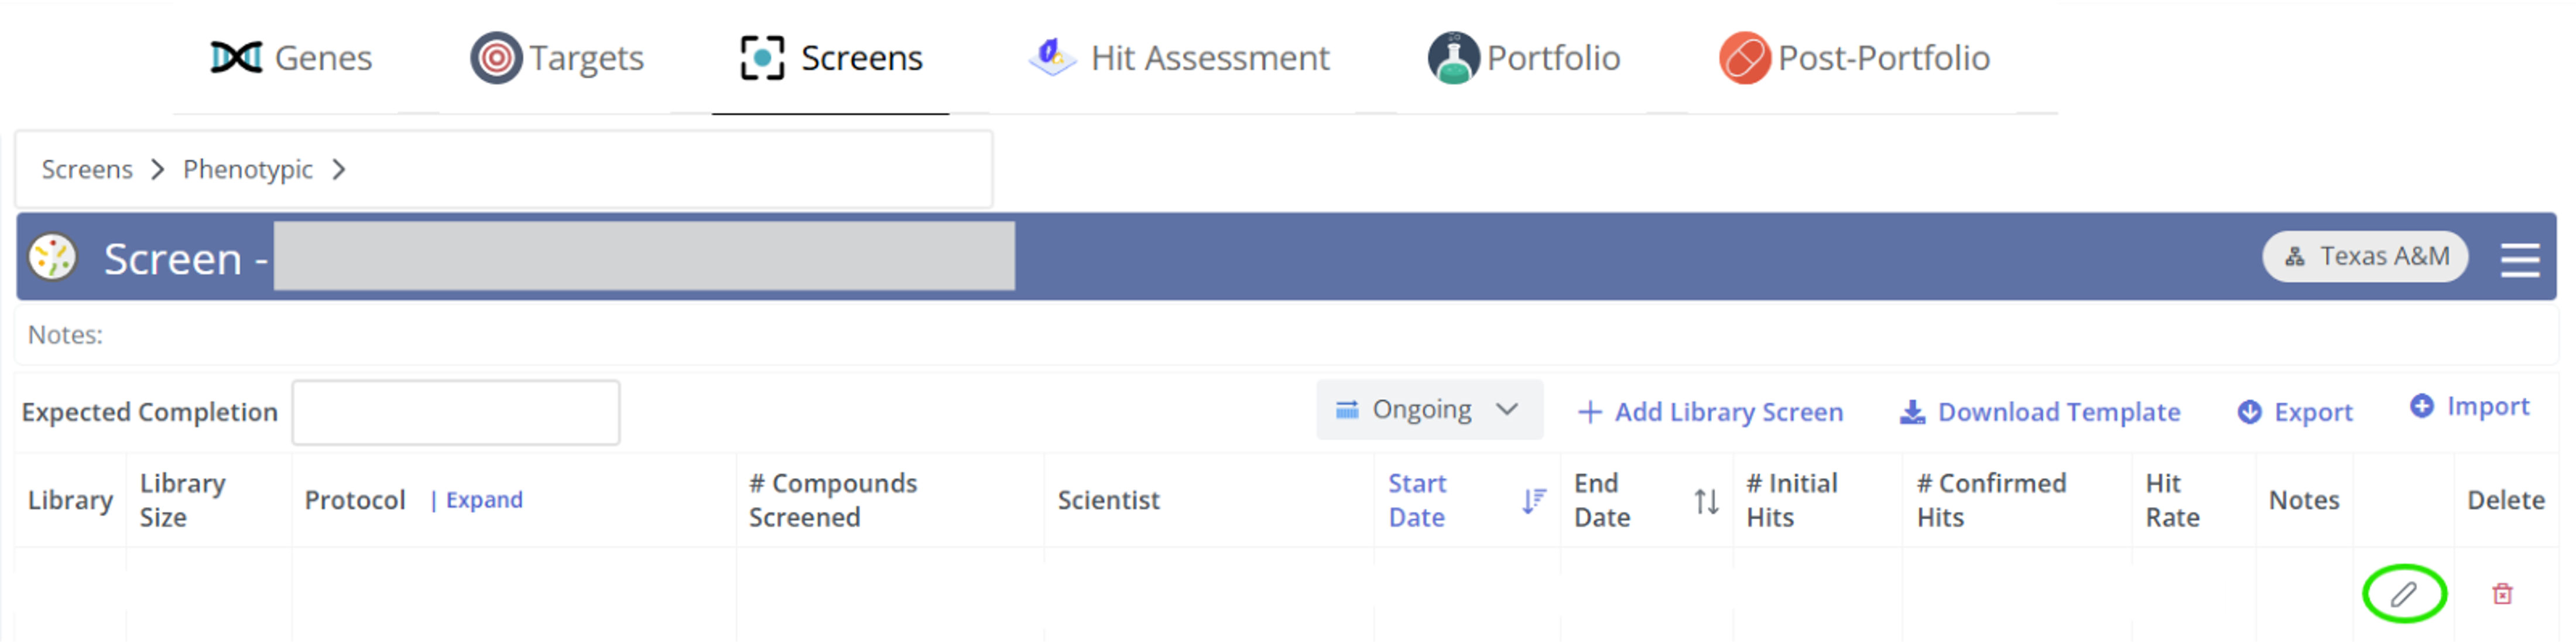 Genes Targets Screens Hit Assessment Portfolio Post-Portfolio
Screens > Phenotypic >
Screen - Texas A&M
Notes:
Expected Completion Ongoing + Add Library Screen Download Template Export Import
Library Library Size Protocol | Expand # Compounds Screened Scientist Start Date End Date # Initial Hits # Confirmed Hits Hit Rate Notes Delete